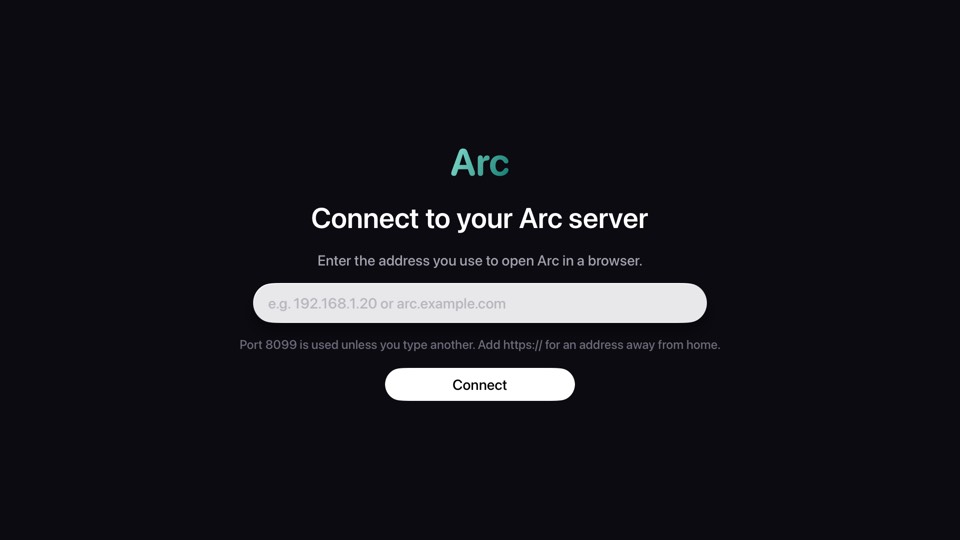 Arc
Connect to your Arc server
Enter the address you use to open Arc in a browser.
e.g. 192.168.1.20 or arc.example.com
Port 8099 is used unless you type another. Add https:// for an address away from home.
Connect